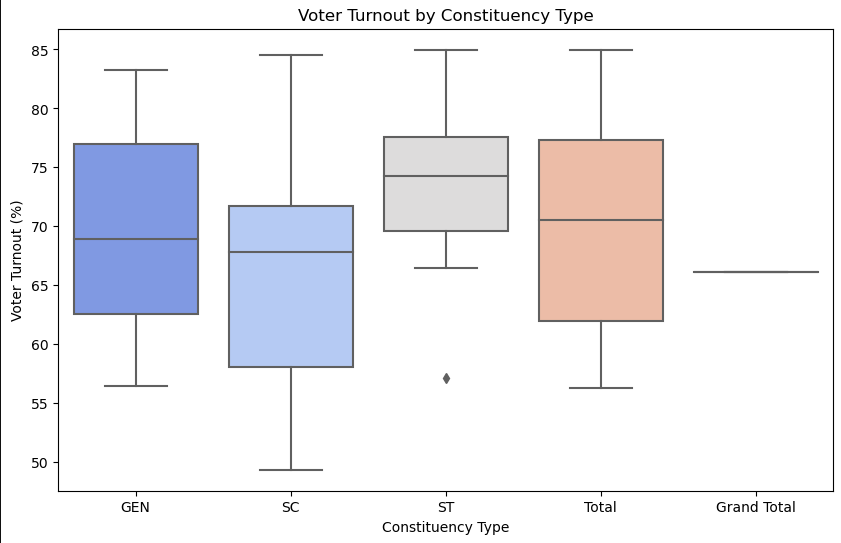 Voter Turnout by Constituency Type
Voter Turnout (%)
85
80
75
70
65
60
55
50
GEN SC ST Total Grand Total
Constituency Type